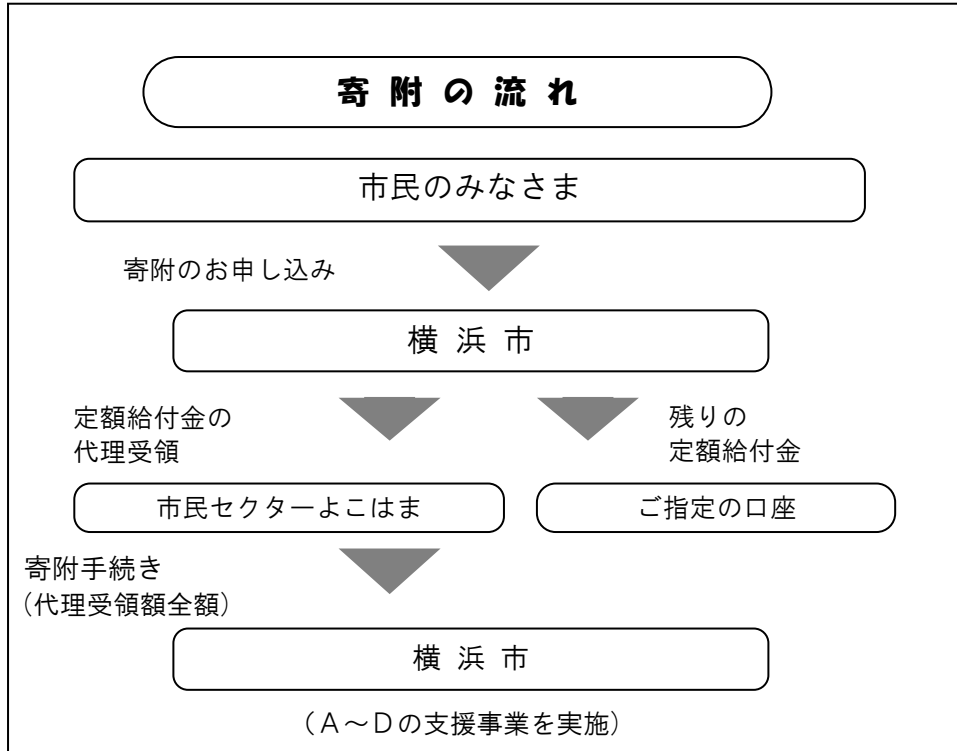 寄附の流れ
市民のみなさま
寄附のお申し込み
横浜市
定額給付金の
代理受領
残りの
定額給付金
市民セクターよこはま
ご指定の口座
寄附手続き
(代理受領額全額)
横浜市
(A～Dの支援事業を実施)